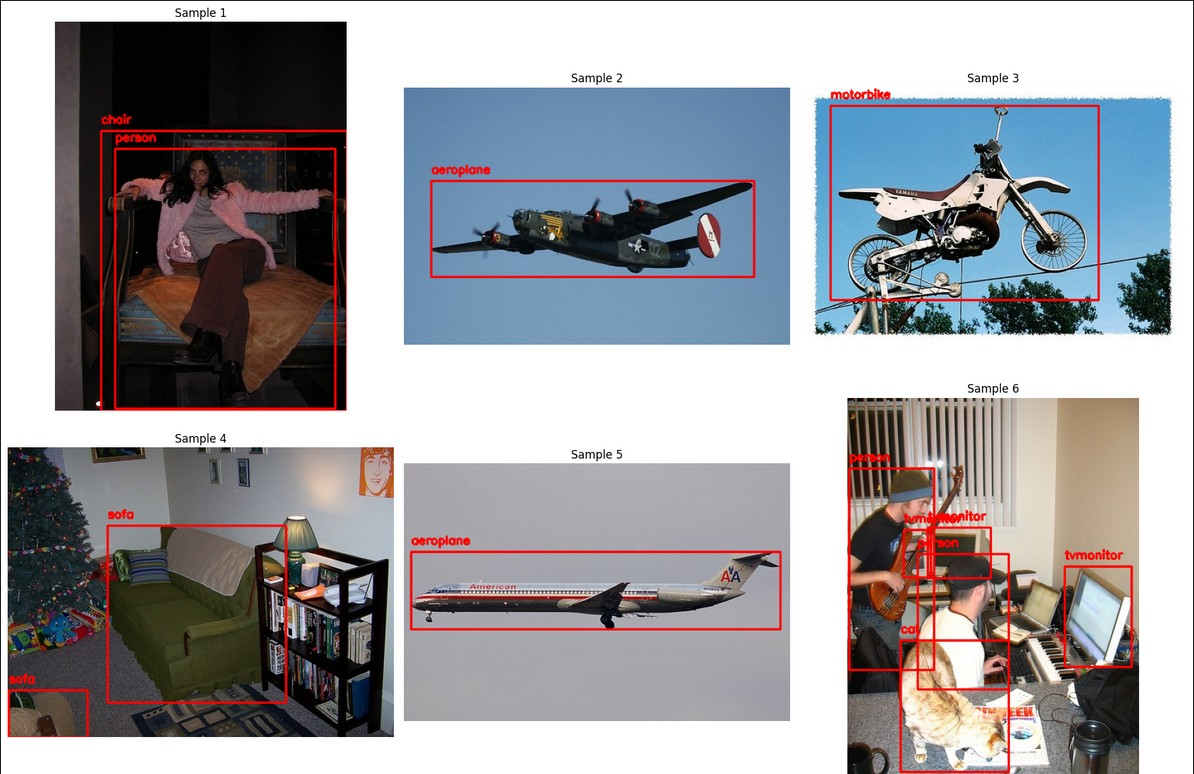 Sample 1
chair
person
Sample 2
aeroplane
Sample 3
motorbike
YAMAHA
Sample 4
sofa
sofa
Sample 5
aeroplane
American
AA
Sample 6
person
tvmonitor
person
tvmonitor
cat